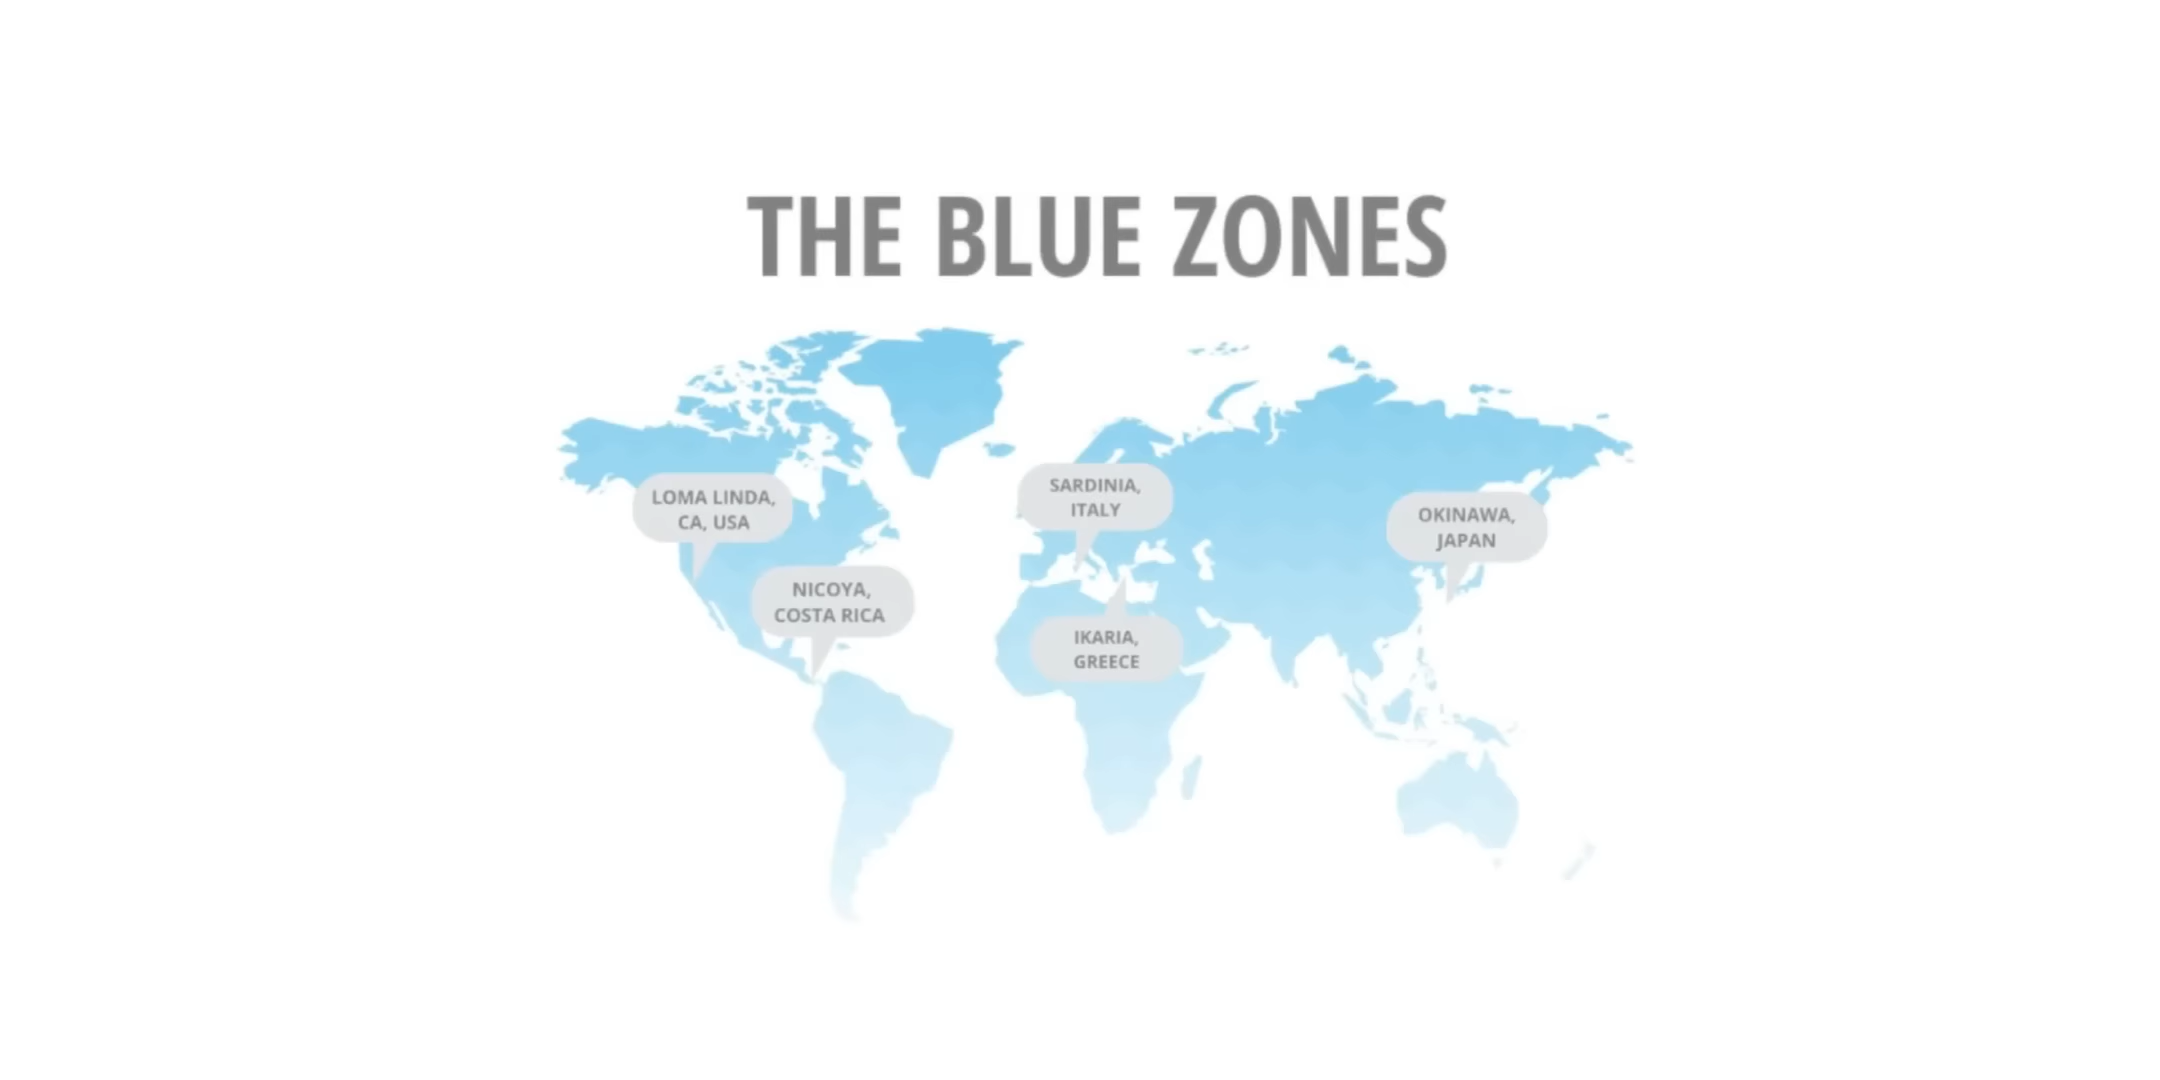 THE BLUE ZONES
LOMA LINDA,
CA, USA
SARDINIA,
ITALY
OKINAWA,
JAPAN
NICOYA,
COSTA RICA
IKARIA,
GREECE